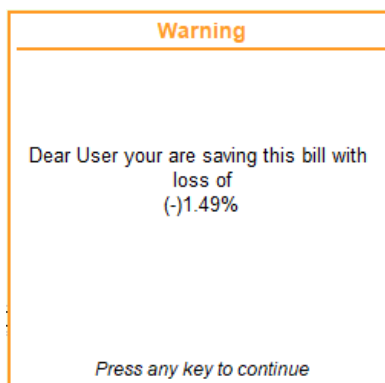 Warning
Dear User your are saving this bill with
loss of
(-)1.49%
Press any key to continue